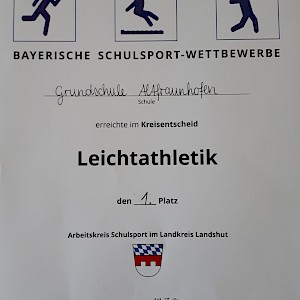 BAYERISCHE SCHULSPORT-WETTBEWERBE
Grundschule Altfraunhofen
Schule
erreichte im Kreisentscheid
Leichtathletik
den 1. Platz
Arbeitskreis Schulsport im Landkreis Landshut